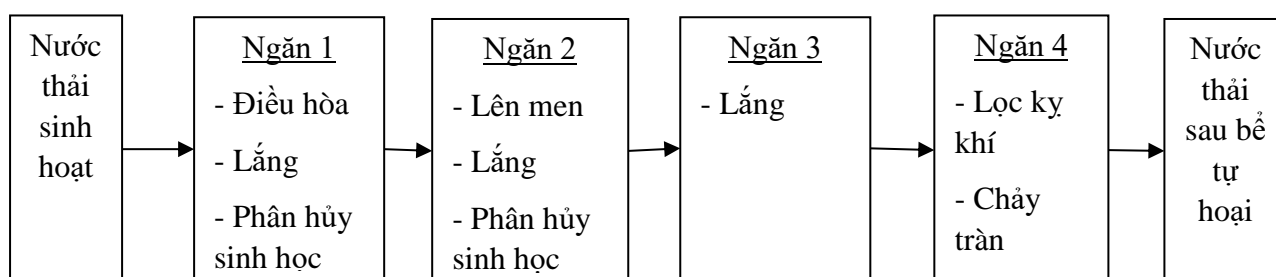 Nước
thải
sinh
hoạt
Ngăn 1
- Điều hòa
- Lắng
- Phân hủy
sinh học
Ngăn 2
- Lên men
- Lắng
- Phân hủy
sinh học
Ngăn 3
- Lắng
Ngăn 4
- Lọc kỵ
khí
- Chảy
tràn
Nước
thải
sau bể
tự
hoại